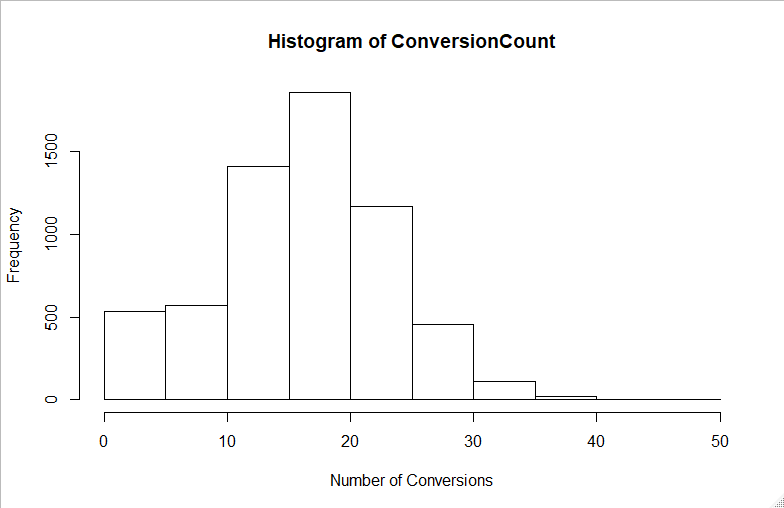 Histogram of ConversionCount
Frequency
1500
1000
500
0
0 10 20 30 40 50
Number of Conversions